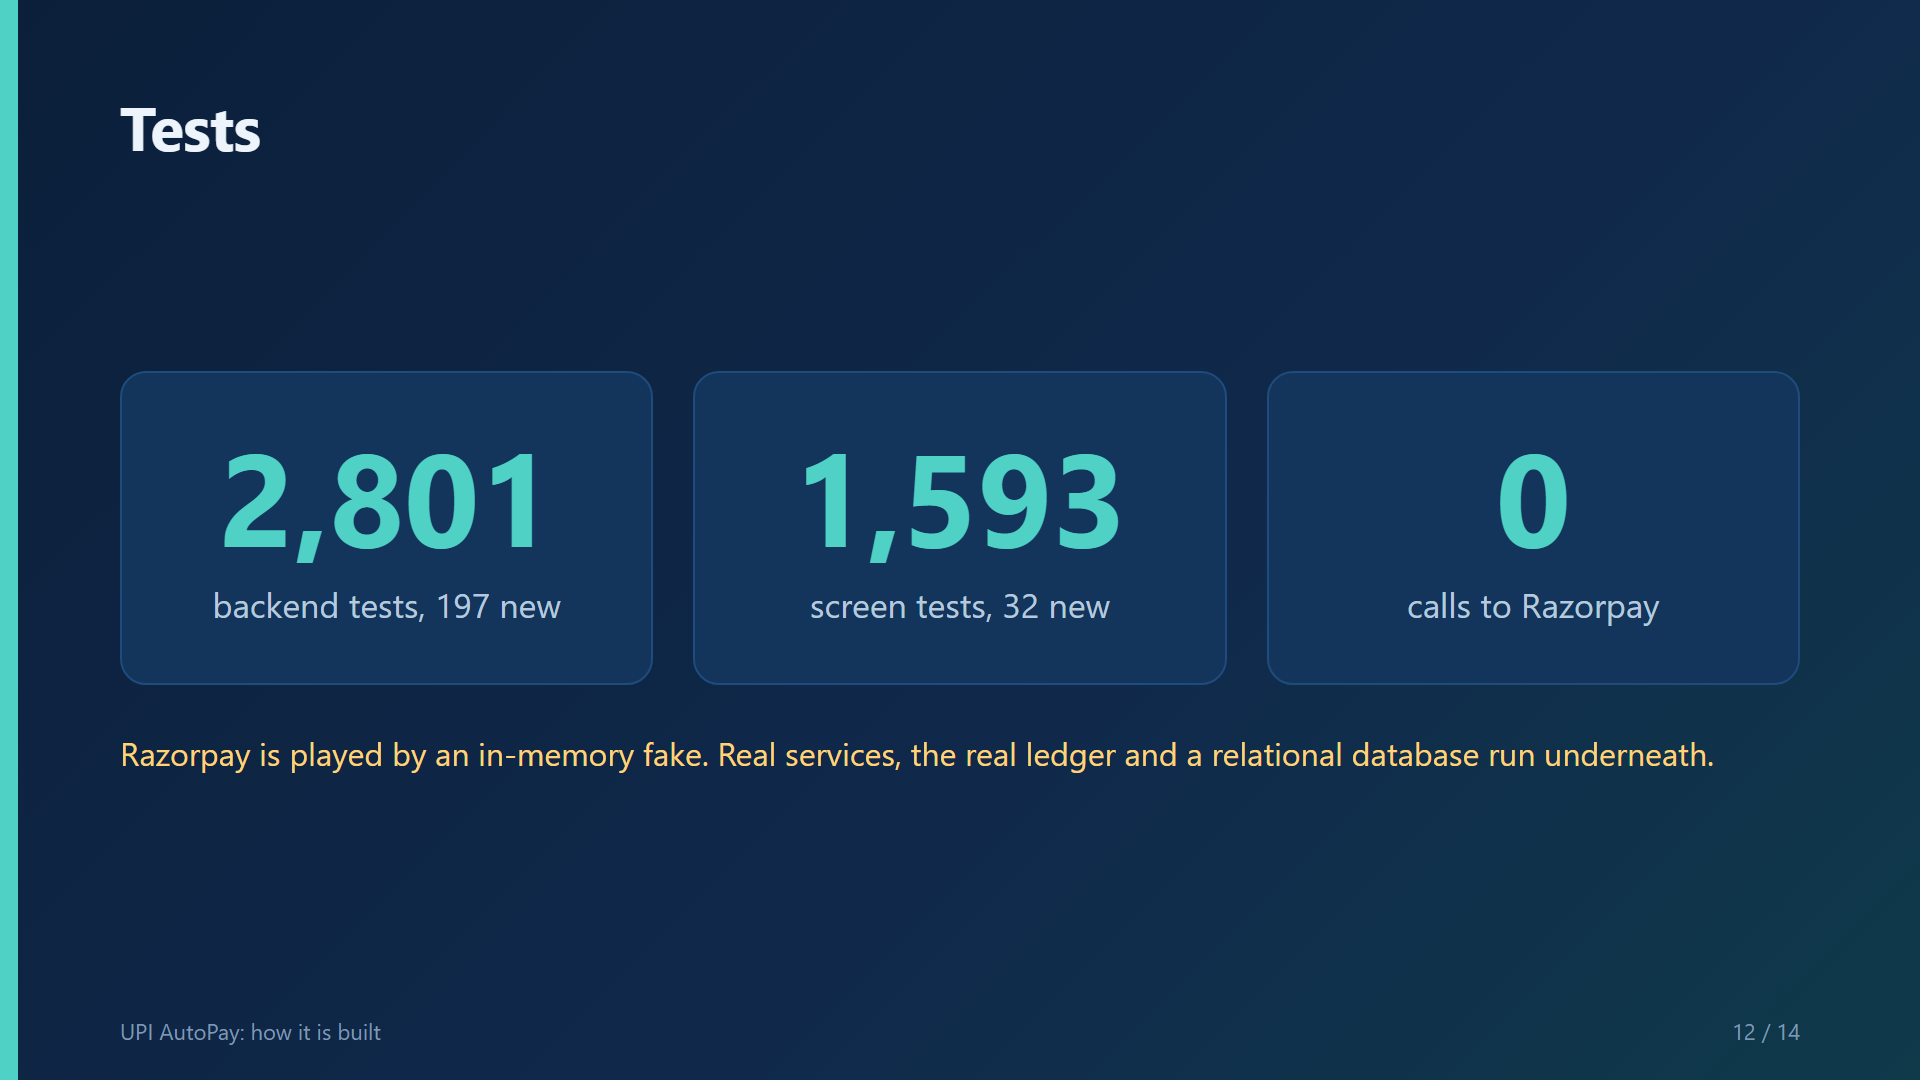 Tests
2,801
backend tests, 197 new
1,593
screen tests, 32 new
0
calls to Razorpay
Razorpay is played by an in-memory fake. Real services, the real ledger and a relational database run underneath.
UPI AutoPay: how it is built
12 / 14